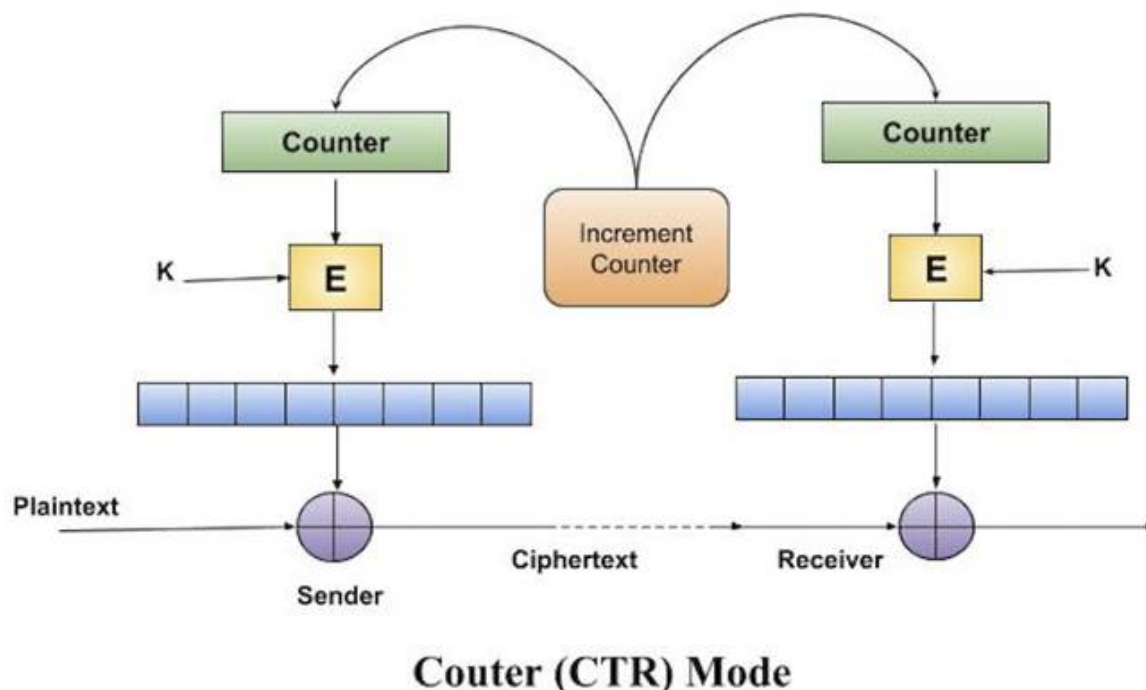 Counter
Counter
Increment
Counter
K
E
E
K
Plaintext
Ciphertext
Receiver
Sender
Couter (CTR) Mode